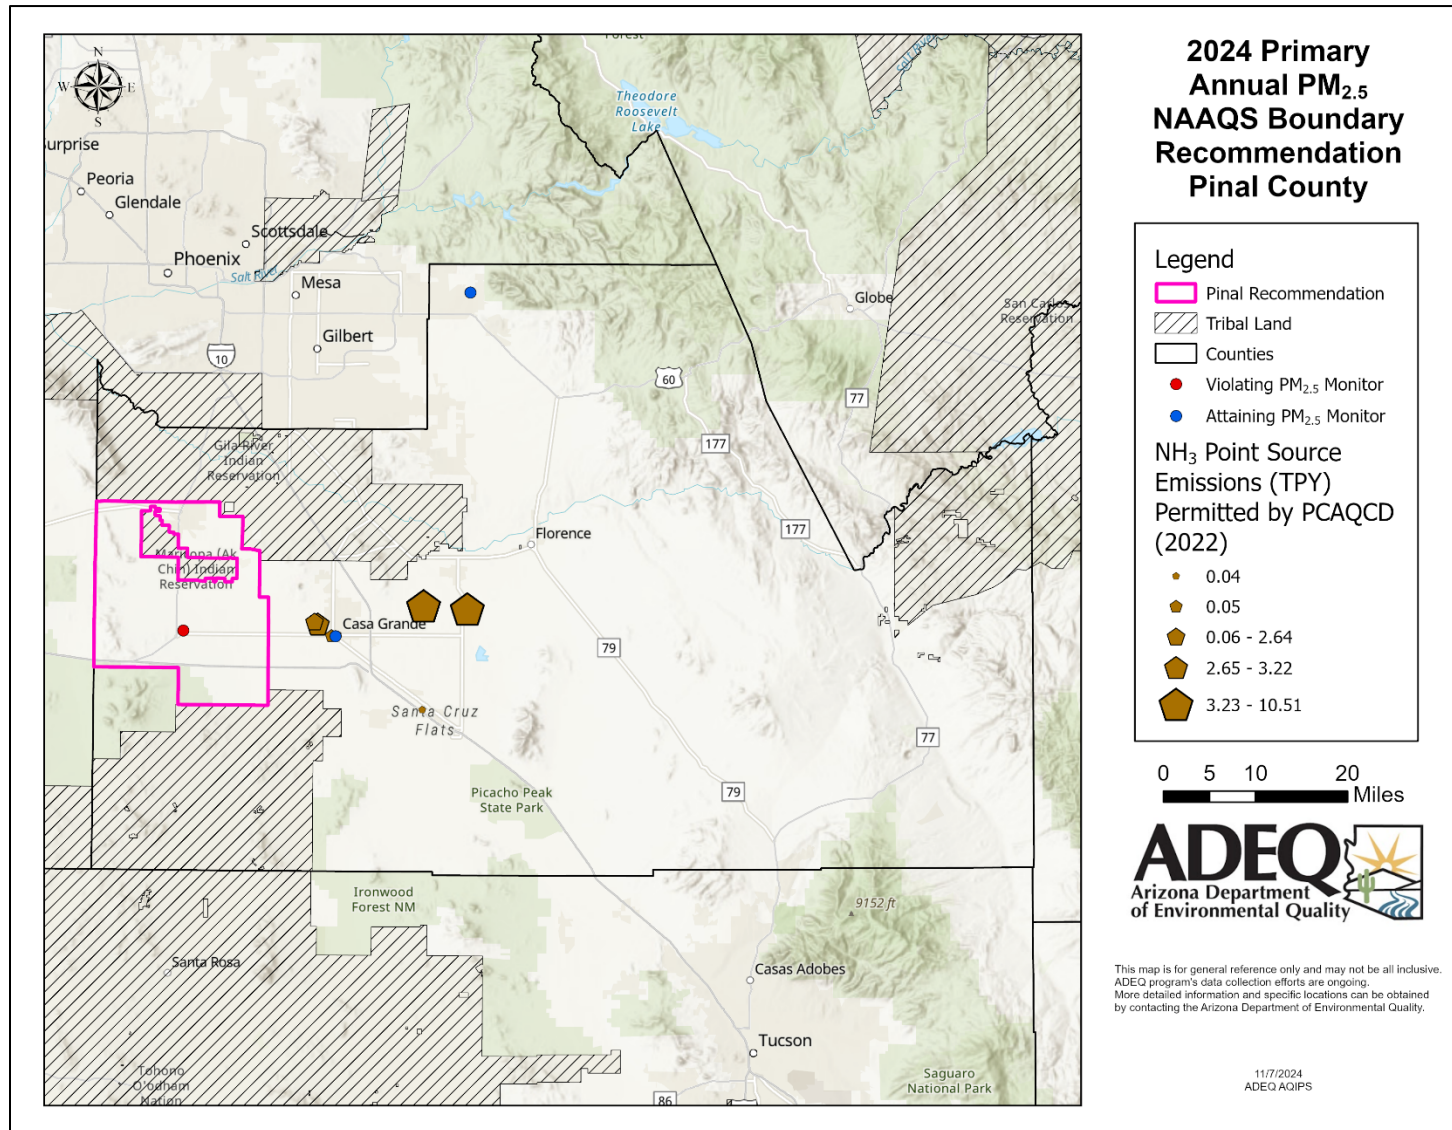 2024 Primary
Annual PM2.5
NAAQS Boundary
Recommendation
Pinal County
Legend
Pinal Recommendation
Tribal Land
Counties
Violating PM2.5 Monitor
Attaining PM2.5 Monitor
NH3 Point Source
Emissions (TPY)
Permitted by PCAQCD
(2022)
0.04
0.05
0.06 - 2.64
2.65 - 3.22
3.23 - 10.51
0 5 10 20
Miles
ADEQ
Arizona Department
of Environmental Quality
This map is for general reference only and may not be all inclusive.
ADEQ program's data collection efforts are ongoing.
More detailed information and specific locations can be obtained
by contacting the Arizona Department of Environmental Quality.
11/7/2024
ADEQ AQIPS
N
W E
S
Forest
Salt River
Theodore
Roosevelt
Lake
urprise
Peoria
Glendale
Scottsdale
Phoenix
Salt River
Mesa
Gilbert
10
Globe
San Carlos
Reservation
60
77
177
Gila River
Indian
Reservation
Florence
177
Maricopa (Ak
Chin) Indian
Reservation
Casa Grande
79
Santa Cruz
Flats
77
79
Picacho Peak
State Park
Ironwood
Forest NM
9152 ft
Santa Rosa
Casas Adobes
Tucson
Tohono
O'odham
Nation
Saguaro
National Park
86